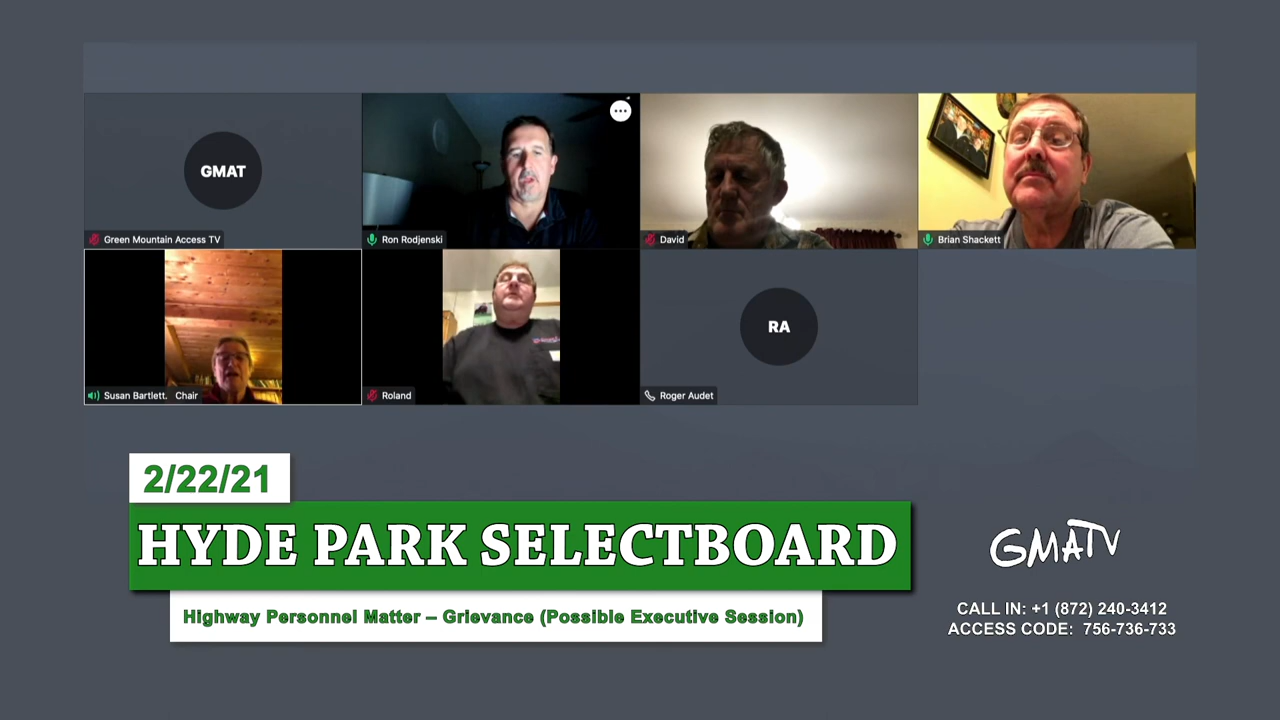 GMAT
Green Mountain Access TV
Ron Rodjenski
David
Brian Shackett
Susan Bartlett. Chair
Roland
RA
Roger Audet
2/22/21
HYDE PARK SELECTBOARD
Highway Personnel Matter – Grievance (Possible Executive Session)
GMATV
CALL IN: +1 (872) 240-3412
ACCESS CODE: 756-736-733